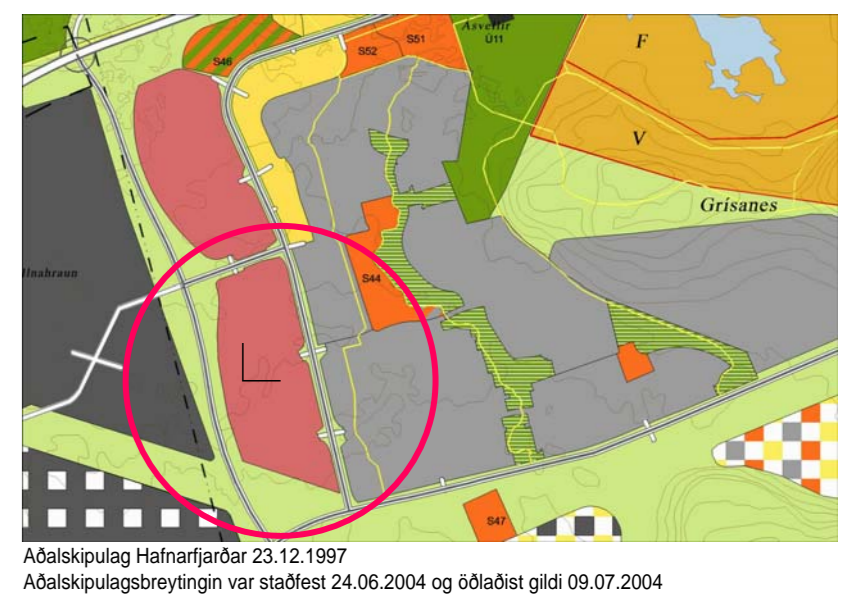 Ásvellir
Ú11
S51
S52
S46
F
V
Grísanes
llnahraun
S44
L
S47
Aðalskipulag Hafnarfjarðar 23.12.1997
Aðalskipulagsbreytingin var staðfest 24.06.2004 og öðlaðist gildi 09.07.2004